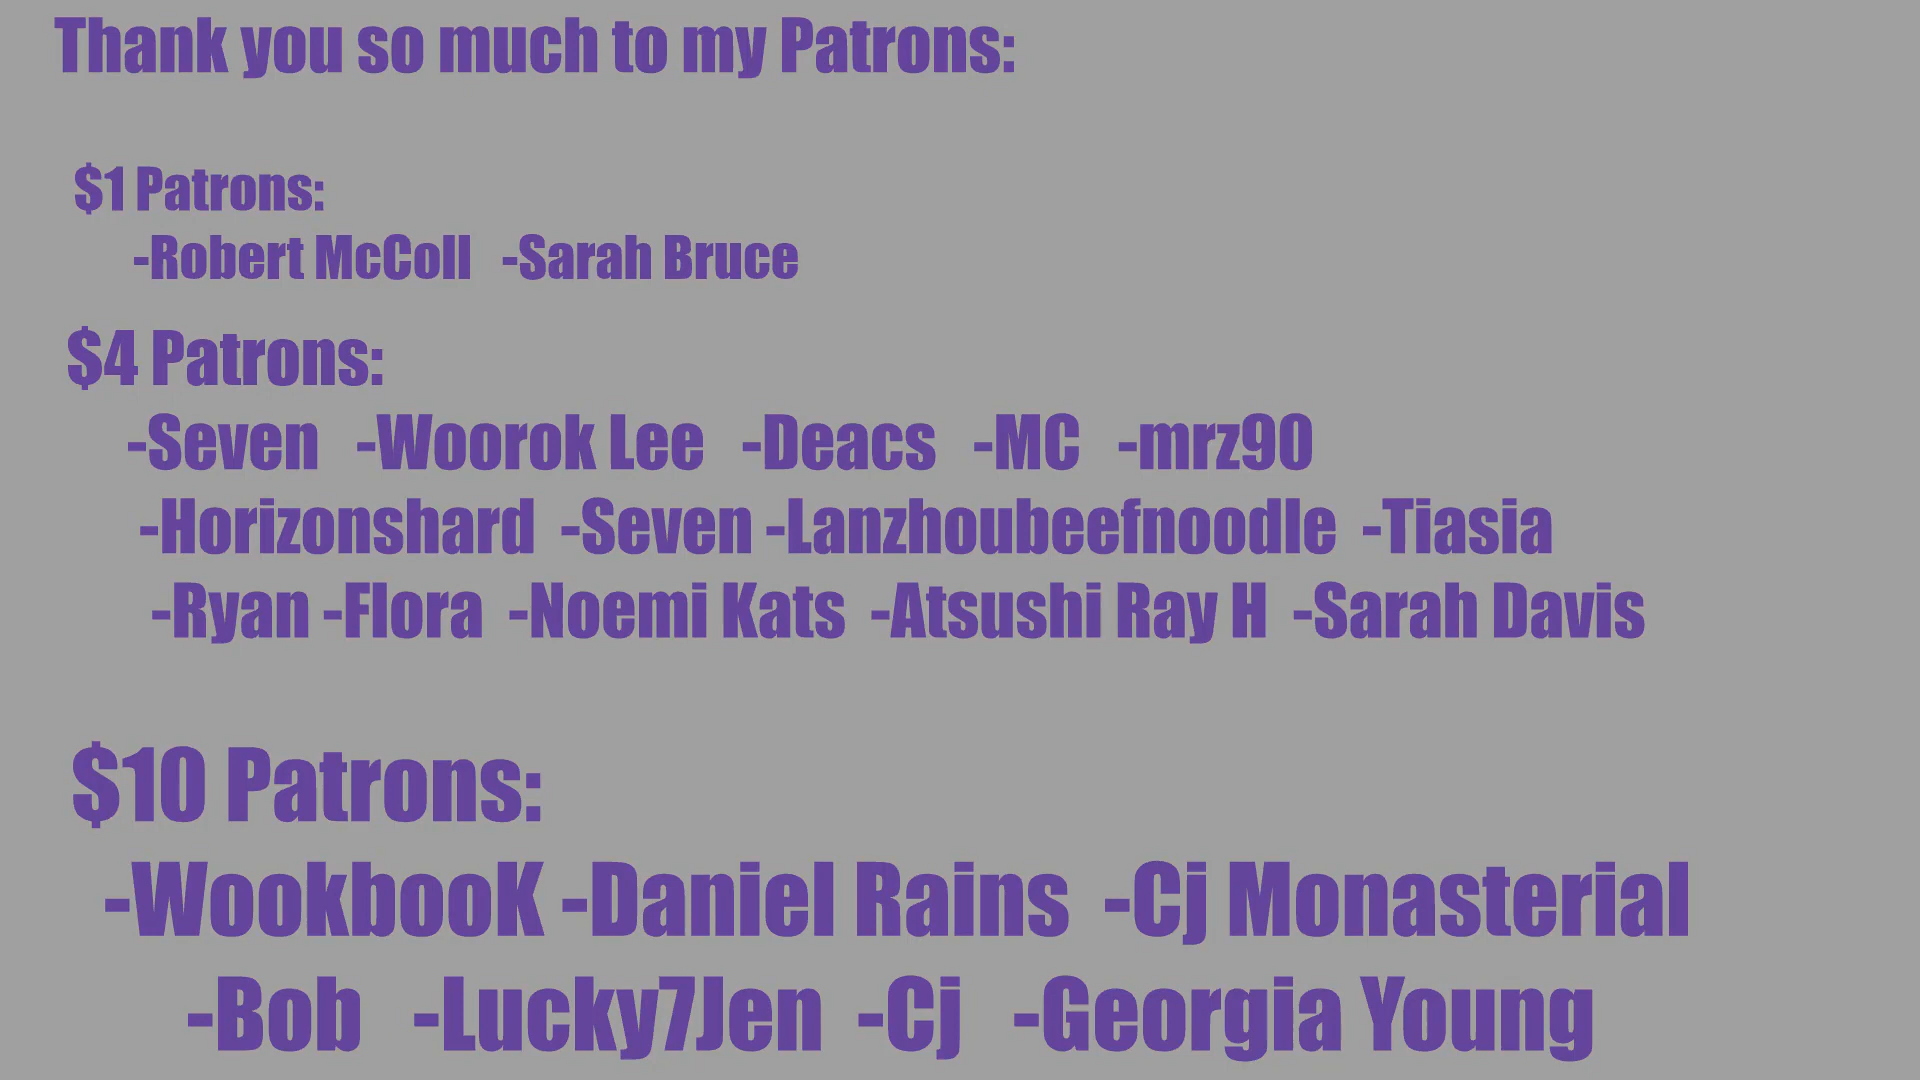 Thank you so much to my Patrons:
$1 Patrons:
-Robert McColl -Sarah Bruce
$4 Patrons:
-Seven -Woorok Lee -Deacs -MC -mrz90
-Horizonshard -Seven -Lanzhoubeefnoodle -Tiasia
-Ryan -Flora -Noemi Kats -Atsushi Ray H -Sarah Davis
$10 Patrons:
-WookbooK -Daniel Rains -Cj Monasterial
-Bob -Lucky7Jen -Cj -Georgia Young